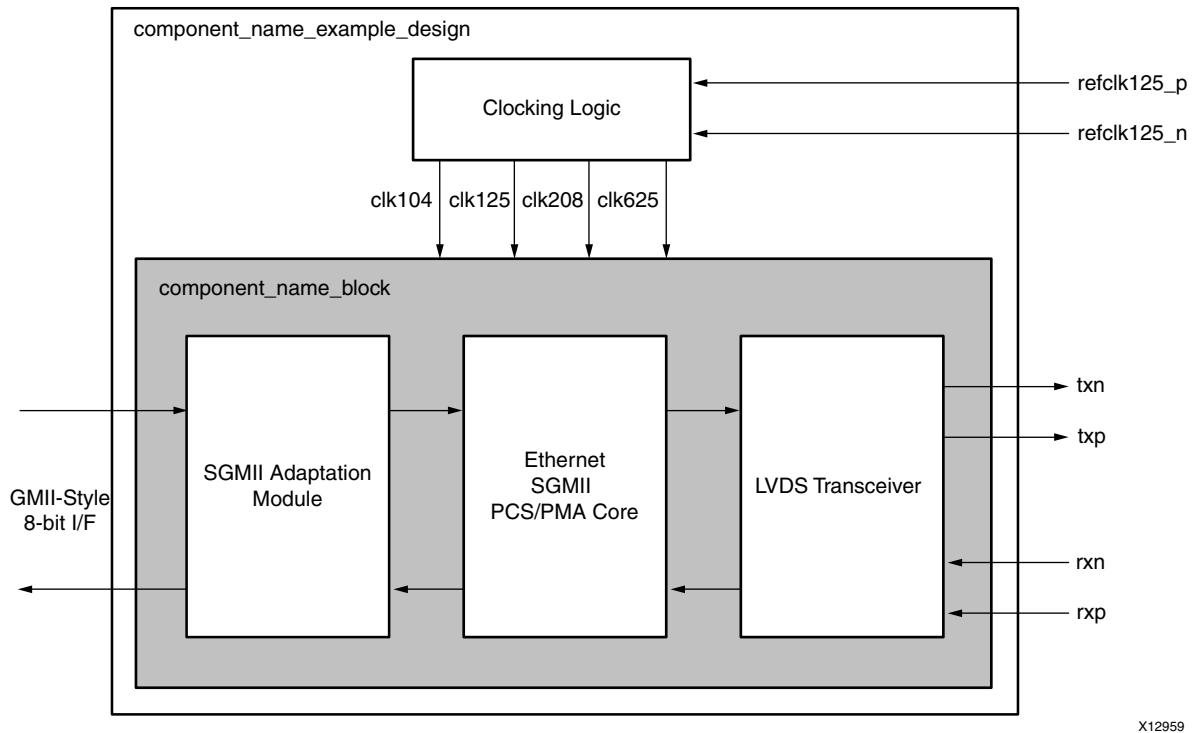 component_name_example_design
Clocking Logic
refclk125_p
refclk125_n
clk104 clk125 clk208 clk625
component_name_block
GMII-Style
8-bit I/F
SGMII Adaptation
Module
Ethernet
SGMII
PCS/PMA Core
LVDS Transceiver
txn
txp
rxn
rxp
X12959